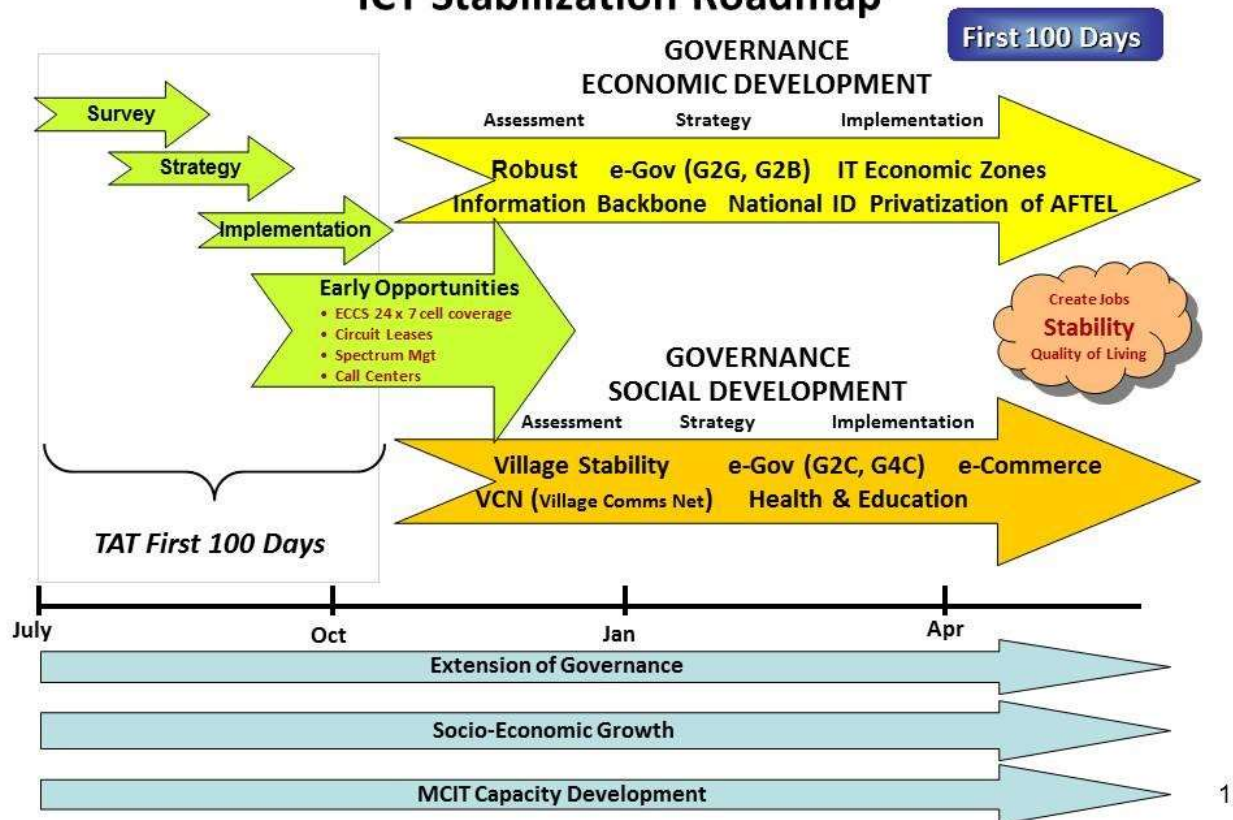 ICT Stabilization Roadmap
First 100 Days
GOVERNANCE
ECONOMIC DEVELOPMENT
Assessment Strategy Implementation
Robust e-Gov (G2G, G2B) IT Economic Zones
Information Backbone National ID Privatization of AFTEL
Survey
Strategy
Implementation
Early Opportunities
• ECCS 24 x 7 cell coverage
• Circuit Leases
• Spectrum Mgt
• Call Centers
Create Jobs
Stability
Quality of Living
GOVERNANCE
SOCIAL DEVELOPMENT
Assessment Strategy Implementation
Village Stability e-Gov (G2C, G4C) e-Commerce
VCN (Village Comms Net) Health & Education
TAT First 100 Days
July Oct Jan Apr
Extension of Governance
Socio-Economic Growth
MCIT Capacity Development
1